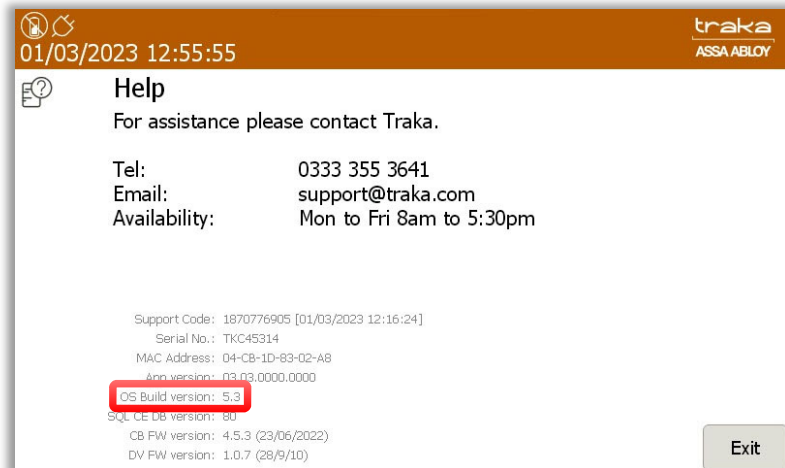 traka
01/03/2023 12:55:55
ASSA ABLOY
Help
For assistance please contact Traka.
Tel: 0333 355 3641
Email: support@traka.com
Availability: Mon to Fri 8am to 5:30pm
Support Code: 1870776905 [01/03/2023 12:16:24]
Serial No.: TKC45314
MAC Address: 04-CB-1D-83-02-A8
App version: 03.03.0000.0000
OS Build version: 5.3
SQL CE DB version: 80
CB FW version: 4.5.3 (23/06/2022)
DV FW version: 1.0.7 (28/9/10)
Exit